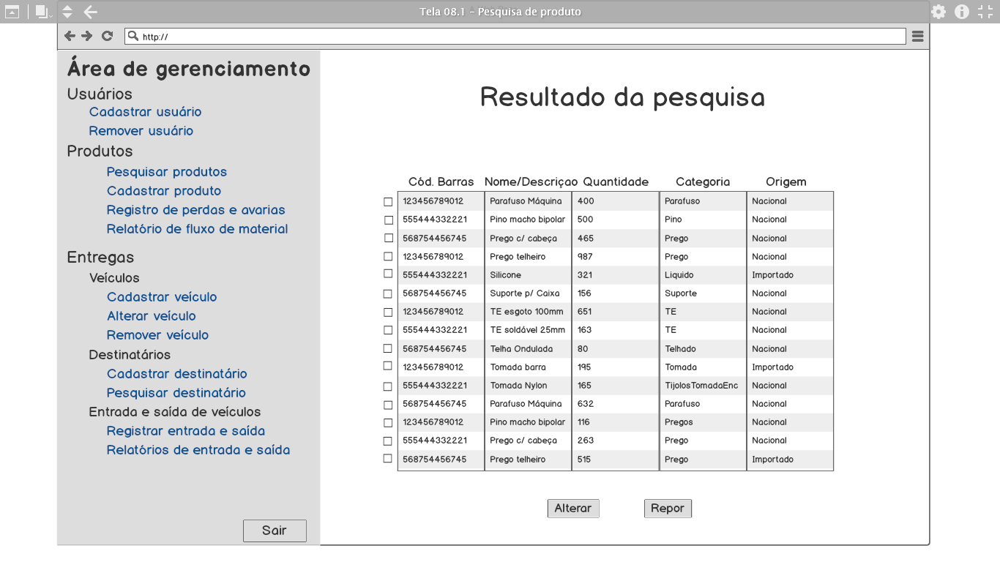 Tela 08.1 - Pesquisa de produto
http://
Área de gerenciamento
Usuários
Cadastrar usuário
Remover usuário
Produtos
Pesquisar produtos
Cadastrar produto
Registro de perdas e avarias
Relatório de fluxo de material
Entregas
Veículos
Cadastrar veículo
Alterar veículo
Remover veículo
Destinatários
Cadastrar destinatário
Pesquisar destinatário
Entrada e saída de veículos
Registrar entrada e saída
Relatórios de entrada e saída
Sair
Resultado da pesquisa
Cód. Barras Nome/Descriçao Quantidade Categoria Origem
123456789012 Parafuso Máquina 400 Parafuso Nacional
555444332221 Pino macho bipolar 500 Pino Nacional
568754456745 Prego c/ cabeça 465 Prego Nacional
123456789012 Prego telheiro 987 Prego Nacional
555444332221 Silicone 321 Liquido Importado
568754456745 Suporte p/ Caixa 156 Suporte Nacional
123456789012 TE esgoto 100mm 651 TE Nacional
555444332221 TE soldável 25mm 163 TE Nacional
568754456745 Telha Ondulada 80 Telhado Nacional
123456789012 Tomada barra 195 Tomada Importado
555444332221 Tomada Nylon 165 TijolosTomadaEnc Nacional
568754456745 Parafuso Máquina 632 Parafuso Nacional
123456789012 Pino macho bipolar 116 Pregos Nacional
555444332221 Prego c/ cabeça 263 Prego Nacional
568754456745 Prego telheiro 515 Prego Importado
Alterar Repor